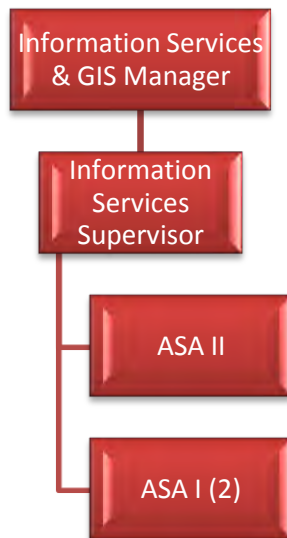 Information Services
& GIS Manager
Information
Services
Supervisor
ASA II
ASA I (2)